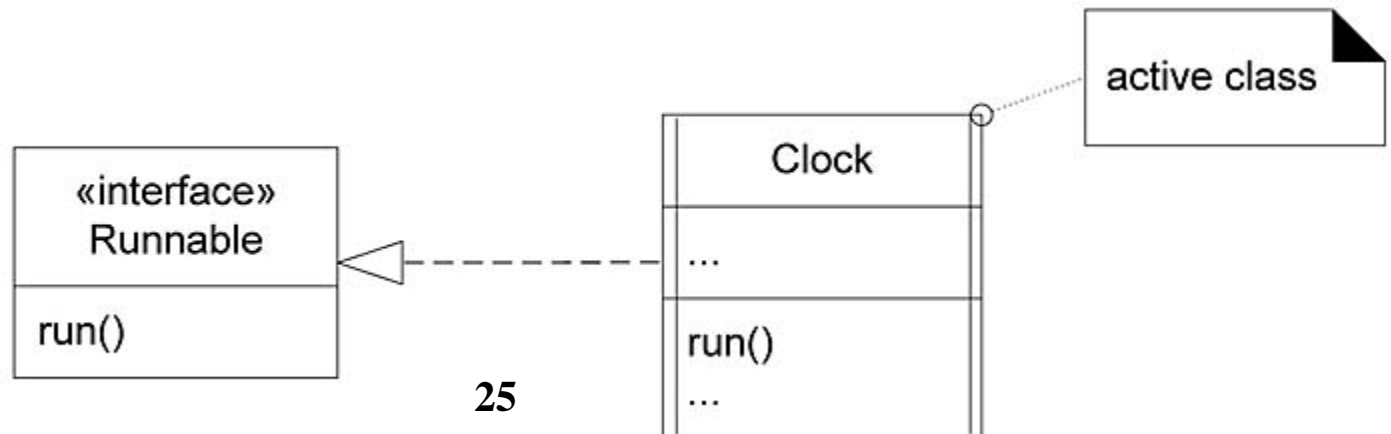 active class
«interface»
Runnable
run()
Clock
...
run()
...
25